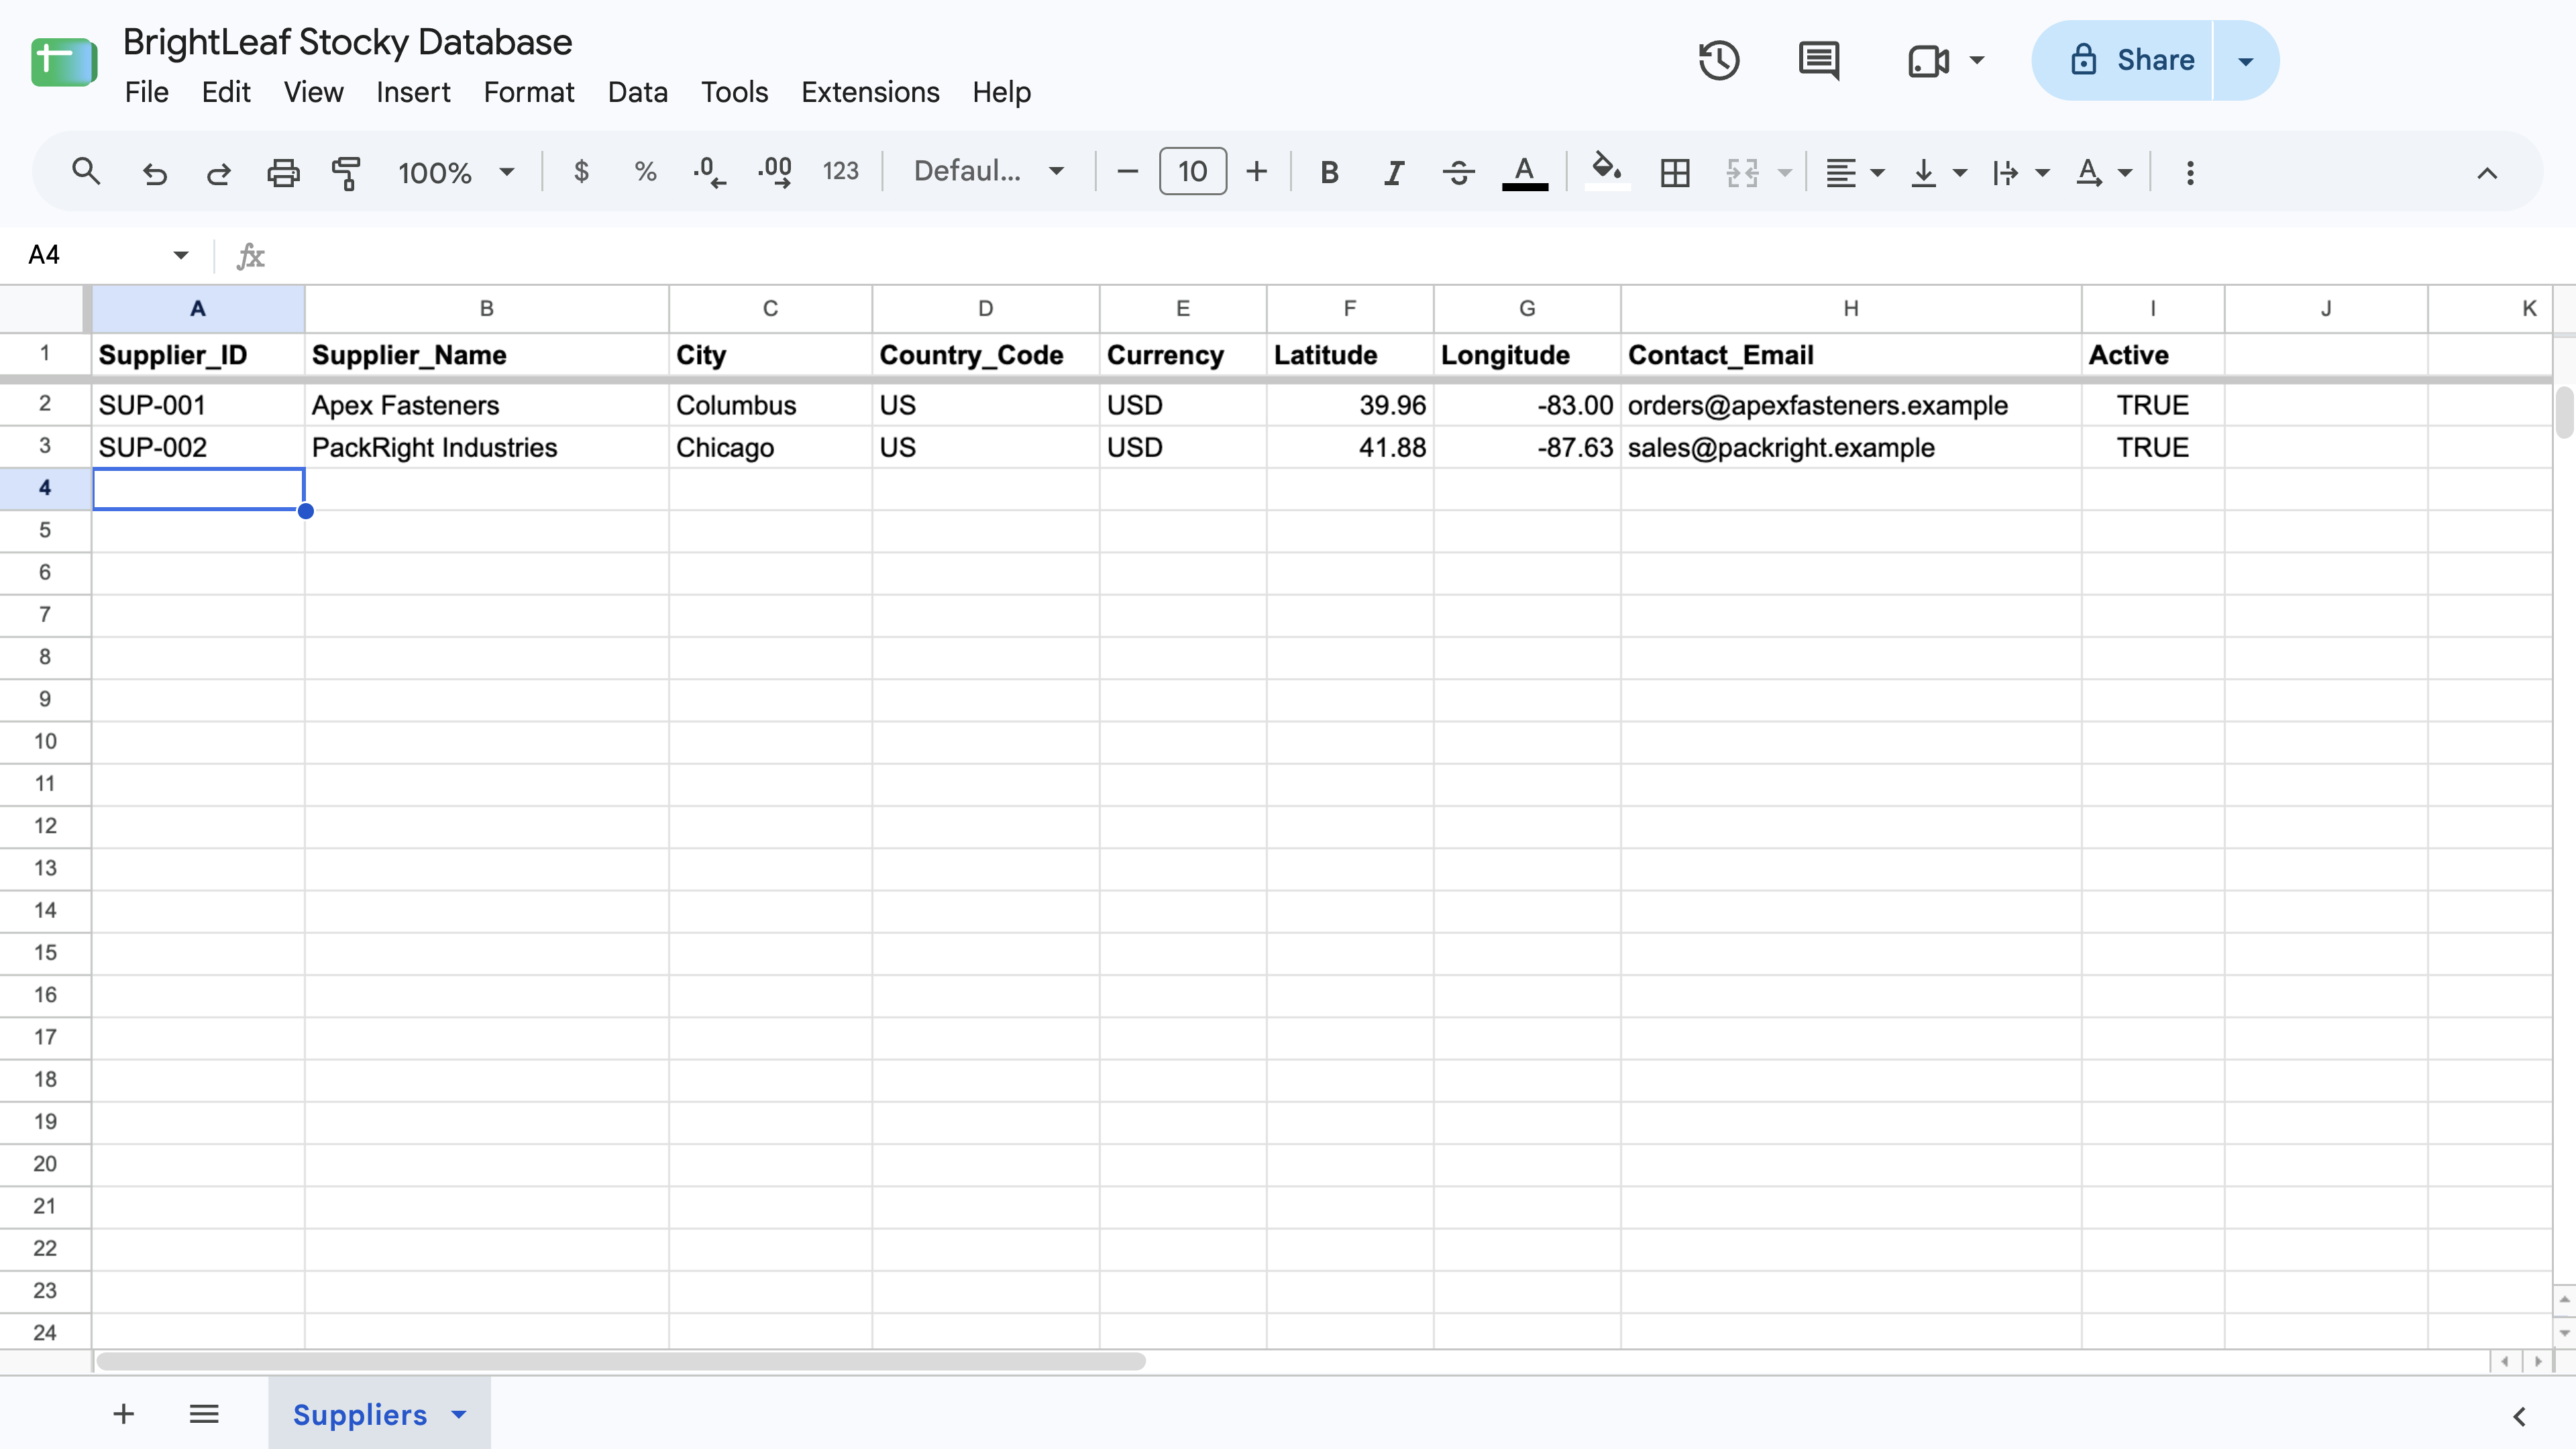 BrightLeaf Stocky Database
File Edit View Insert Format Data Tools Extensions Help
Share
100% $ % .0 .00 123 Defaul... 10 B I A A
A4 fx
A B C D E F G H I J K
1 Supplier_ID Supplier_Name City Country_Code Currency Latitude Longitude Contact_Email Active
2 SUP-001 Apex Fasteners Columbus US USD 39.96 -83.00 orders@apexfasteners.example TRUE
3 SUP-002 PackRight Industries Chicago US USD 41.88 -87.63 sales@packright.example TRUE
4
5
6
7
8
9
10
11
12
13
14
15
16
17
18
19
20
21
22
23
24
Suppliers